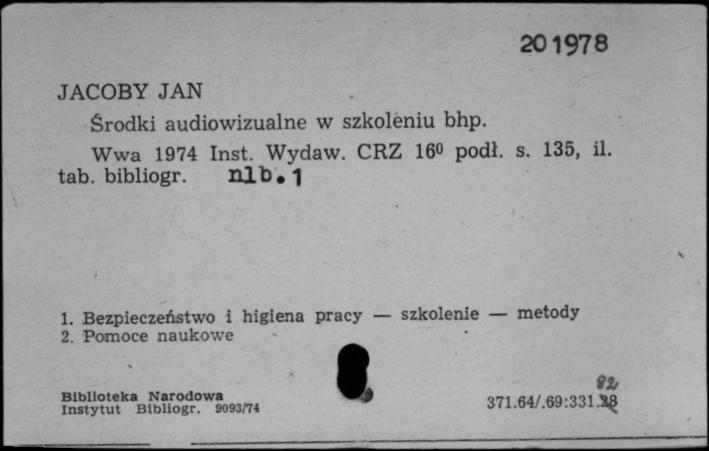 201978
JACOBY JAN
Środki audiowizualne w szkoleniu bhp.
Wwa 1974 Inst. Wydaw. CRZ 16⁰ podł. s. 135, il.
tab. bibliogr. nlb. 1
1. Bezpieczeństwo i higiena pracy — szkolenie — metody
2. Pomoce naukowe
82
Biblioteka Narodowa
Instytut Bibliogr. 9093/74
371.64/.69:331.28